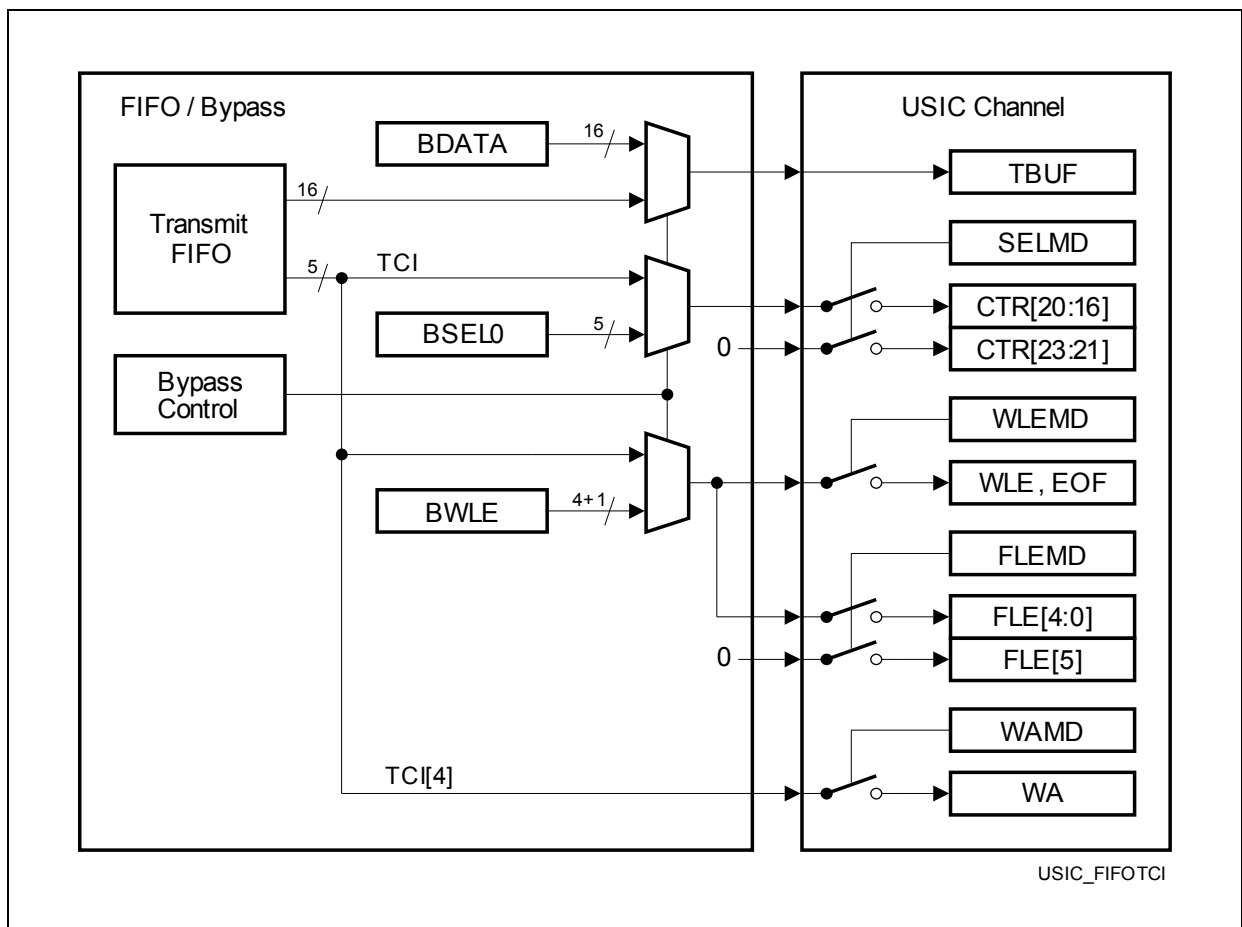 FIFO / Bypass
USIC Channel
BDATA
16
TBUF
16
Transmit
FIFO
SELMD
5
TCI
CTR[20:16]
BSEL0
5
0
CTR[23:21]
Bypass
Control
WLEMD
WLE , EOF
BWLE
4+1
FLEMD
FLE[4:0]
0
FLE[5]
WAMD
TCI[4]
WA
USIC_FIFOTCI